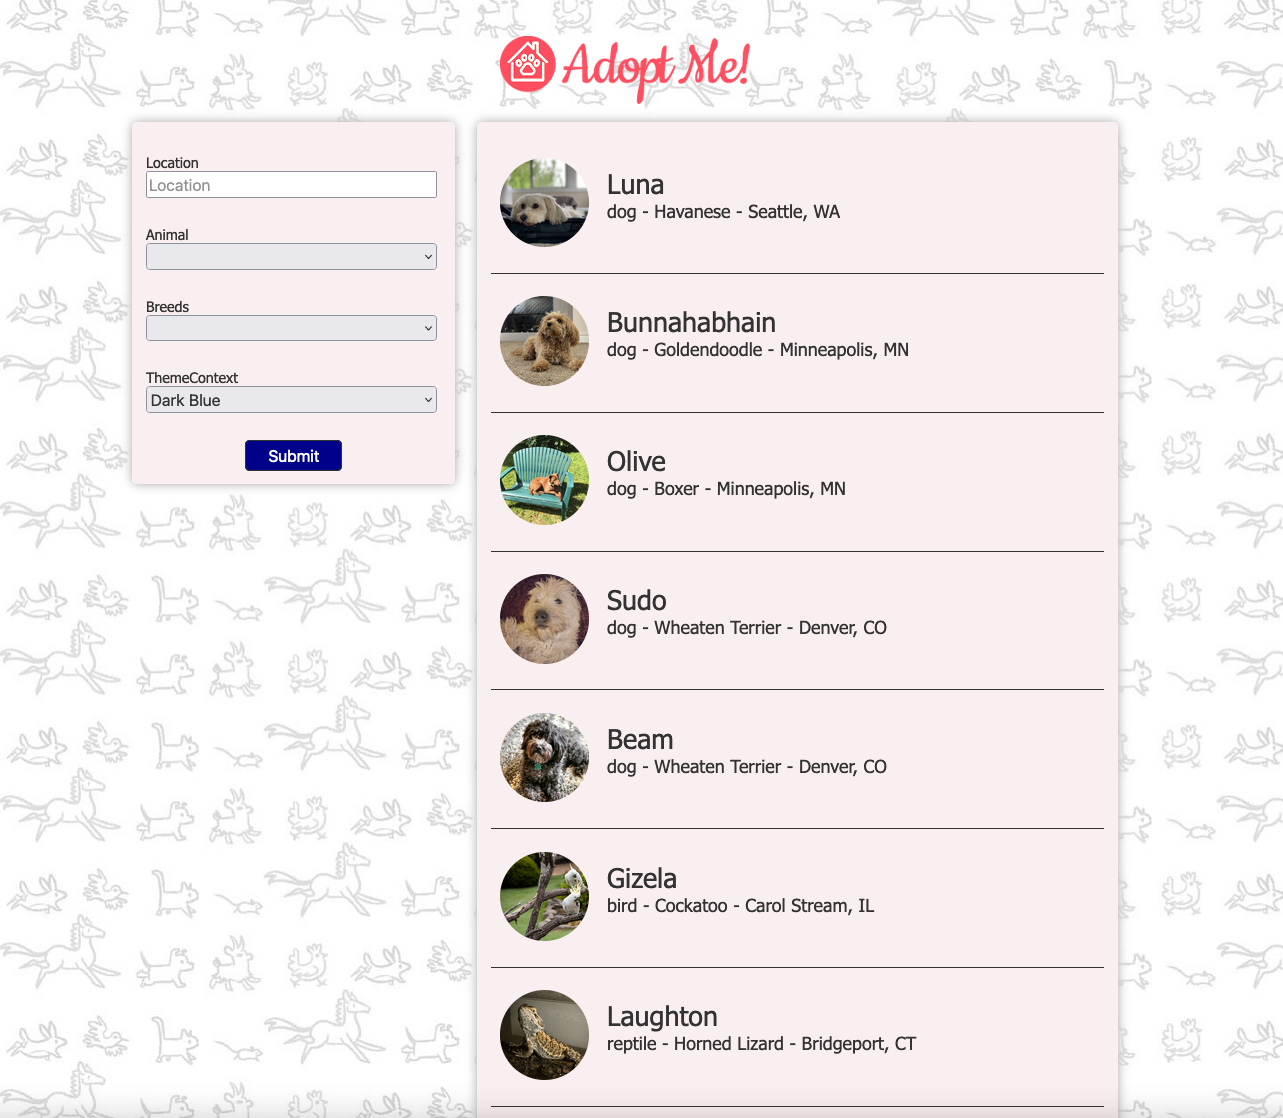 Adopt Me!
Location
Location
Animal
Breeds
ThemeContext
Dark Blue
Submit
Luna
dog - Havanese - Seattle, WA
Bunnahabhain
dog - Goldendoodle - Minneapolis, MN
Olive
dog - Boxer - Minneapolis, MN
Sudo
dog - Wheaten Terrier - Denver, CO
Beam
dog - Wheaten Terrier - Denver, CO
Gizela
bird - Cockatoo - Carol Stream, IL
Laughton
reptile - Horned Lizard - Bridgeport, CT